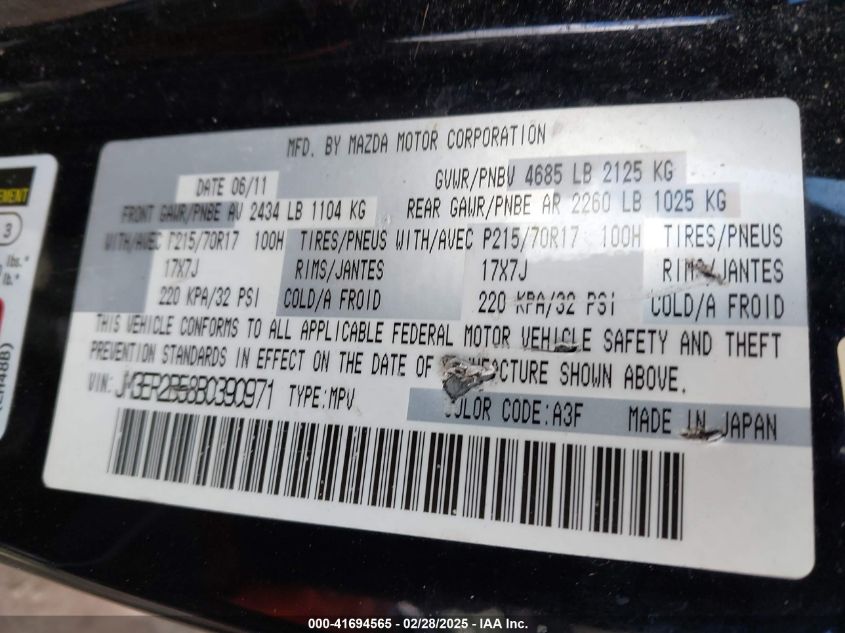 MFD. BY MAZDA MOTOR CORPORATION
DATE 06/11 GVWR/PNBV 4685 LB 2125 KG
FRONT GAWR/PNBE AV 2434 LB 1104 KG REAR GAWR/PNBE AR 2260 LB 1025 KG
WITH/AVEC P215/70R17 100H TIRES/PNEUS WITH/AVEC P215/70R17 100H TIRES/PNEUS
17X7J RIMS/JANTES 17X7J RIMS/JANTES
220 KPA/32 PSI COLD/A FROID 220 KPA/32 PSI COLD/A FROID
THIS VEHICLE CONFORMS TO ALL APPLICABLE FEDERAL MOTOR VEHICLE SAFETY AND THEFT
PREVENTION STANDARDS IN EFFECT ON THE DATE OF MANUFACTURE SHOWN ABOVE.
VIN: JM3ER2B58B0390971 TYPE:MPV COLOR CODE:A3F MADE IN JAPAN
3
lbs.*
lb.*
000-41694565 - 02/28/2025 - IAA Inc.